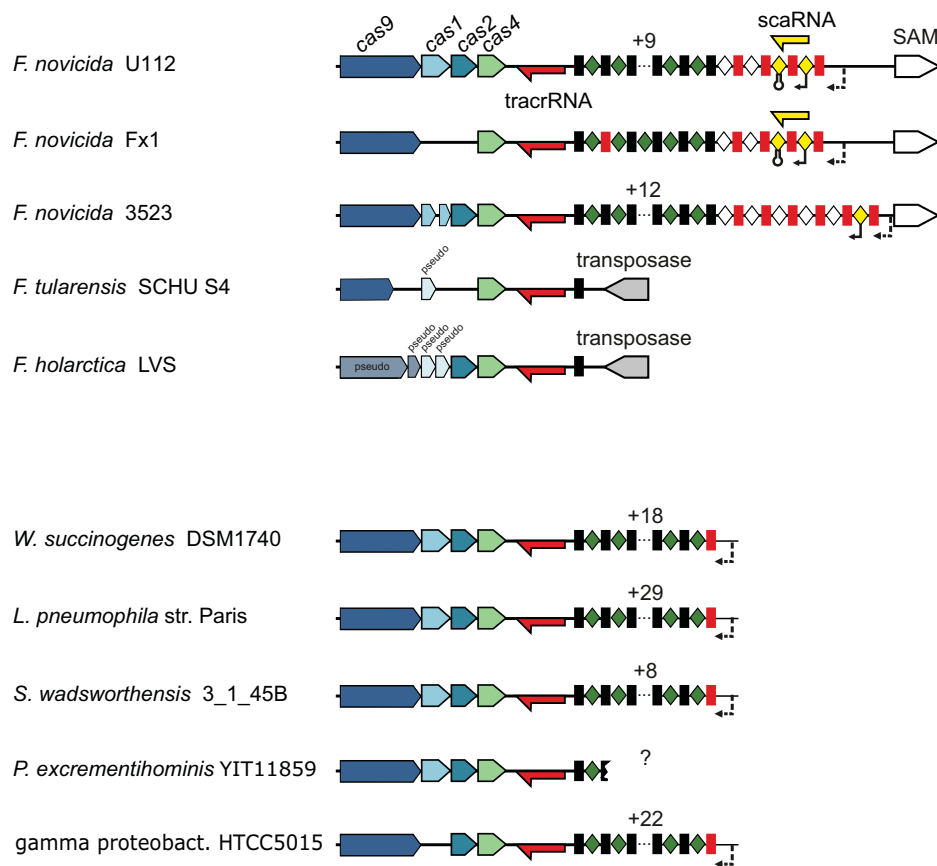 cas9 cas1 cas2 cas4 scaRNA
+9 SAM
F. novicida U112
tracrRNA
F. novicida Fx1
+12
F. novicida 3523
pseudo transposase
F. tularensis SCHU S4
pseudo pseudo pseudo transposase
F. holarctica LVS pseudo
+18
W. succinogenes DSM1740
+29
L. pneumophila str. Paris
+8
S. wadsworthensis 3_1_45B
?
P. excrementihominis YIT11859
+22
gamma proteobact. HTCC5015